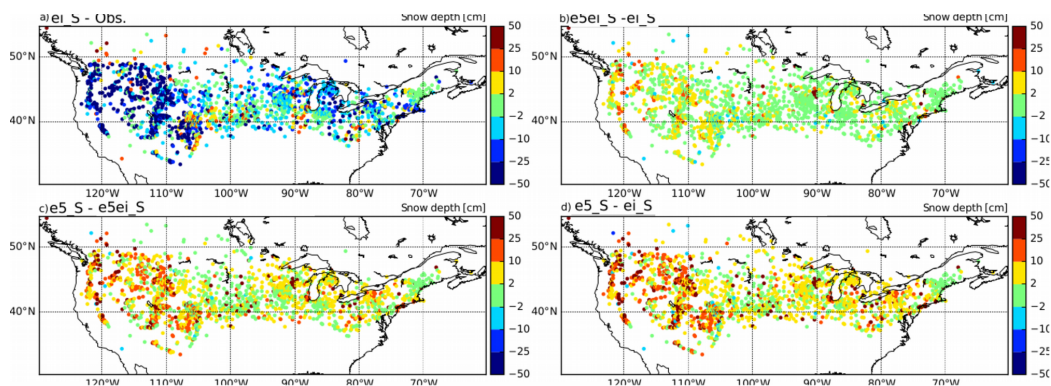 a) ei_S - Obs.
Snow depth [cm]
50°N
40°N
120°W
110°W
100°W
90°W
80°W
70°W
50
25
10
2
−2
−10
−25
−50
b)e5ei_S -ei_S
Snow depth [cm]
50°N
40°N
120°W
110°W
100°W
90°W
80°W
70°W
50
25
10
2
−2
−10
−25
−50
c) e5_S - e5ei_S
Snow depth [cm]
50°N
40°N
120°W
110°W
100°W
90°W
80°W
70°W
50
25
10
2
−2
−10
−25
−50
d) e5_S - ei_S
Snow depth [cm]
50°N
40°N
120°W
110°W
100°W
90°W
80°W
70°W
50
25
10
2
−2
−10
−25
−50